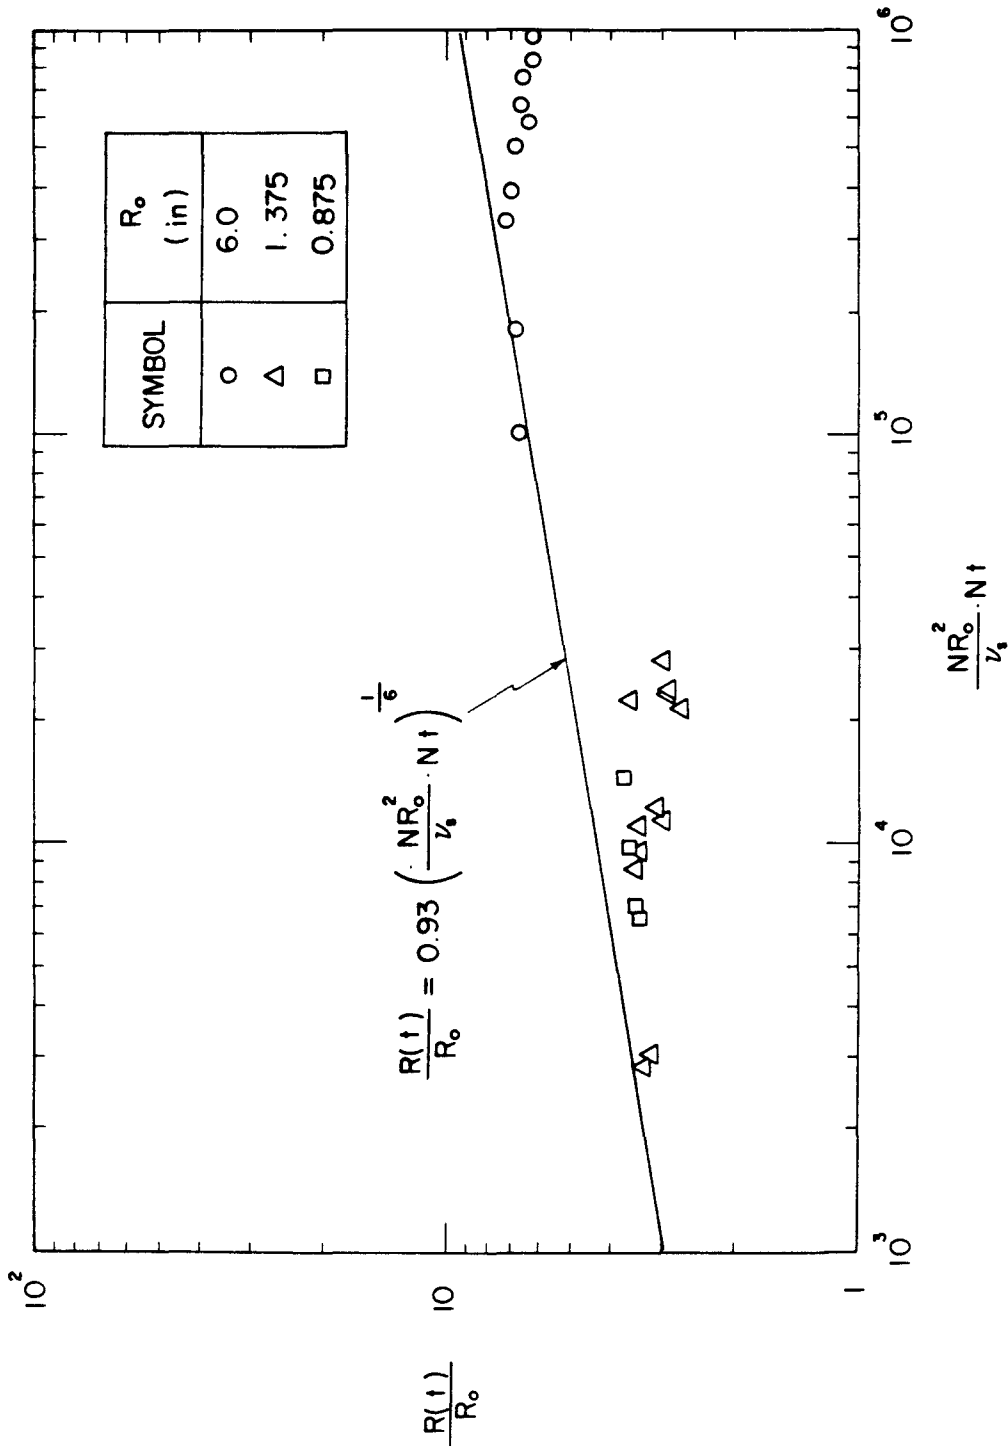 SYMBOL R₀ (in)
○ 6.0
△ 1.375
□ 0.875
R(t)/R₀ = 0.93 (NR₀²/νₛ · Nt)^(1/6)
10²
10
1
R(t)/R₀
10³ 10⁴ 10⁵ 10⁶
NR₀²/νₛ · Nt